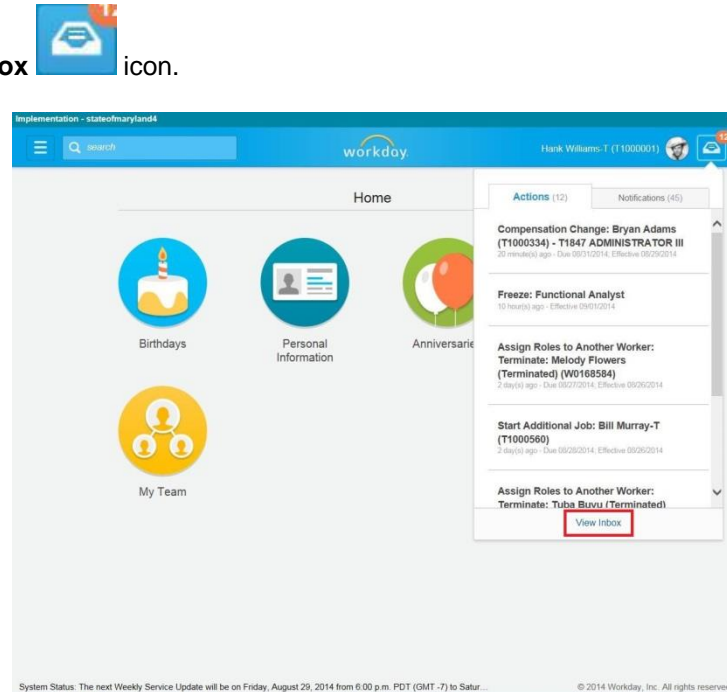 12
ox icon.
Implementation - stateofmaryland4
search
workday.
Hank Williams-T (T1000001)
12
Home
Birthdays
Personal
Information
Anniversarie
My Team
Actions (12)
Notifications (45)
Compensation Change: Bryan Adams
(T1000334) - T1847 ADMINISTRATOR III
20 minute(s) ago - Due 08/31/2014; Effective 08/29/2014
Freeze: Functional Analyst
10 hour(s) ago - Effective 09/01/2014
Assign Roles to Another Worker:
Terminate: Melody Flowers
(Terminated) (W0168584)
2 day(s) ago - Due 08/27/2014; Effective 08/26/2014
Start Additional Job: Bill Murray-T
(T1000560)
2 day(s) ago - Due 08/28/2014; Effective 08/26/2014
Assign Roles to Another Worker:
Terminate: Tuba Buyu (Terminated)
View Inbox
System Status: The next Weekly Service Update will be on Friday, August 29, 2014 from 6:00 p.m. PDT (GMT -7) to Satur...
© 2014 Workday, Inc. All rights reserve